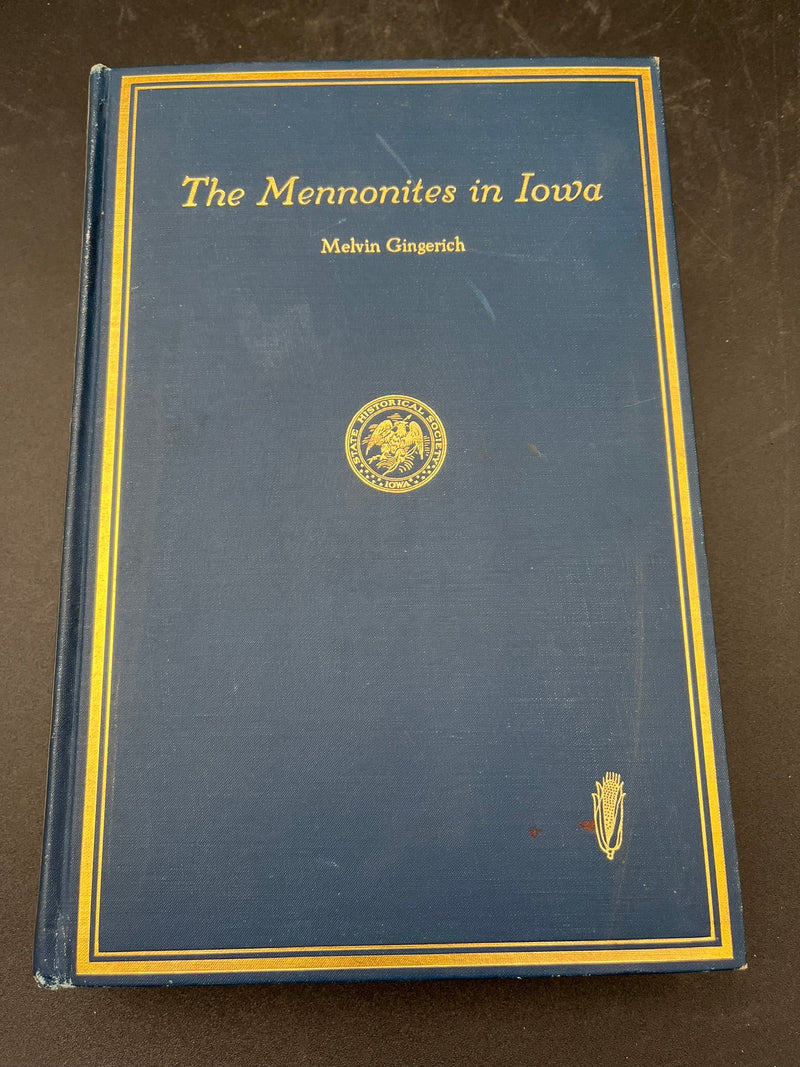 The Mennonites in Iowa
Melvin Gingerich
STATE HISTORICAL SOCIETY
IOWA